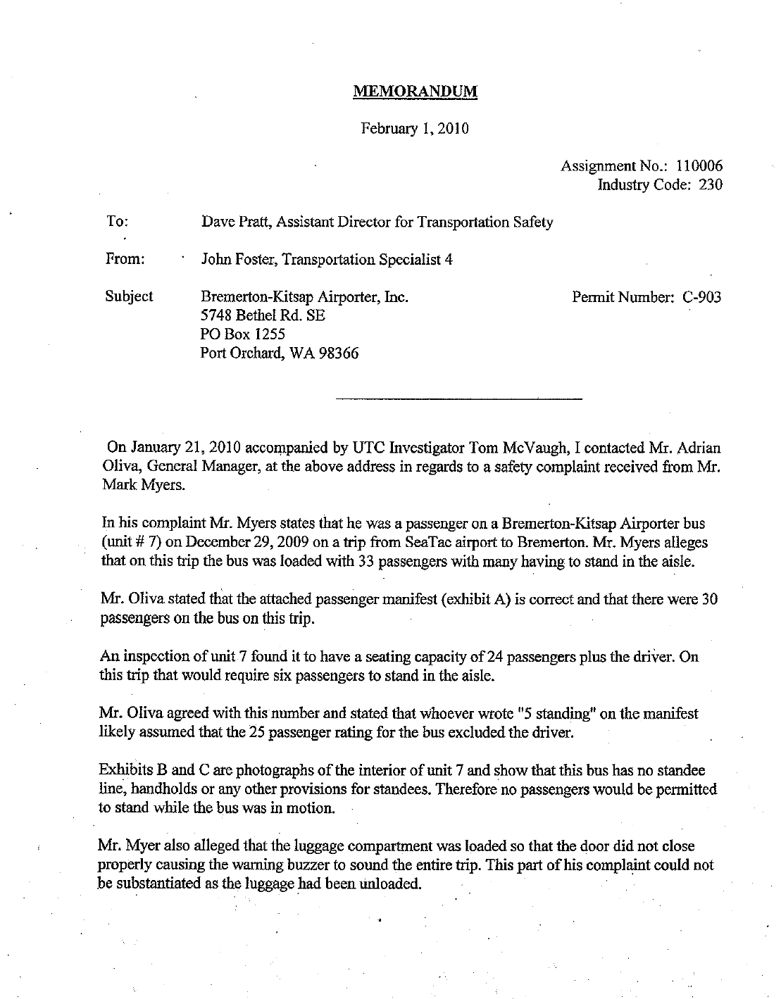 MEMORANDUM
February 1, 2010
Assignment No.: 110006
Industry Code: 230
To: Dave Pratt, Assistant Director for Transportation Safety
From: John Foster, Transportation Specialist 4
Subject Bremerton-Kitsap Airporter, Inc. Permit Number: C-903
5748 Bethel Rd. SE
PO Box 1255
Port Orchard, WA 98366
On January 21, 2010 accompanied by UTC Investigator Tom McVaugh, I contacted Mr. Adrian
Oliva, General Manager, at the above address in regards to a safety complaint received from Mr.
Mark Myers.
In his complaint Mr. Myers states that he was a passenger on a Bremerton-Kitsap Airporter bus
(unit # 7) on December 29, 2009 on a trip from SeaTac airport to Bremerton. Mr. Myers alleges
that on this trip the bus was loaded with 33 passengers with many having to stand in the aisle.
Mr. Oliva stated that the attached passenger manifest (exhibit A) is correct and that there were 30
passengers on the bus on this trip.
An inspection of unit 7 found it to have a seating capacity of 24 passengers plus the driver. On
this trip that would require six passengers to stand in the aisle.
Mr. Oliva agreed with this number and stated that whoever wrote "5 standing" on the manifest
likely assumed that the 25 passenger rating for the bus excluded the driver.
Exhibits B and C are photographs of the interior of unit 7 and show that this bus has no standee
line, handholds or any other provisions for standees. Therefore no passengers would be permitted
to stand while the bus was in motion.
Mr. Myer also alleged that the luggage compartment was loaded so that the door did not close
properly causing the warning buzzer to sound the entire trip. This part of his complaint could not
be substantiated as the luggage had been unloaded.